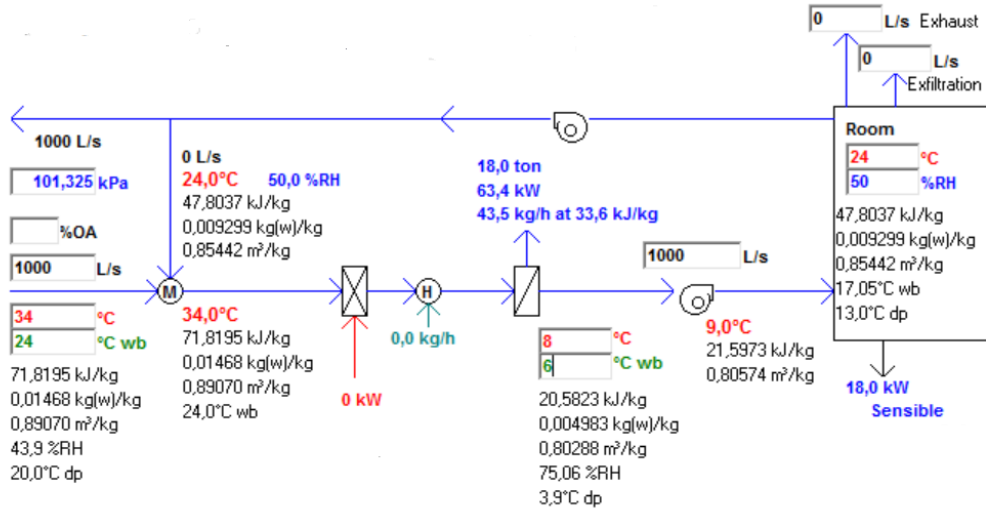 0 L/s Exhaust
0 L/s
Exfiltration
1000 L/s
101,325 kPa
%OA
1000 L/s
34 ºC
24 ºC wb
71,8195 kJ/kg
0,01468 kg(w)/kg
0,89070 m³/kg
43,9 %RH
20,0°C dp
0 L/s
24,0°C 50,0 %RH
47,8037 kJ/kg
0,009299 kg(w)/kg
0,85442 m³/kg
M
34,0°C
71,8195 kJ/kg
0,01468 kg(w)/kg
0,89070 m³/kg
24,0°C wb
0 kW
H
0,0 kg/h
18,0 ton
63,4 kW
43,5 kg/h at 33,6 kJ/kg
8 ºC
6 ºC wb
20,5823 kJ/kg
0,004983 kg(w)/kg
0,80288 m³/kg
75,06 %RH
3,9°C dp
1000 L/s
9,0°C
21,5973 kJ/kg
0,80574 m³/kg
Room
24 ºC
50 %RH
47,8037 kJ/kg
0,009299 kg(w)/kg
0,85442 m³/kg
17,05°C wb
13,0°C dp
18,0 kW
Sensible